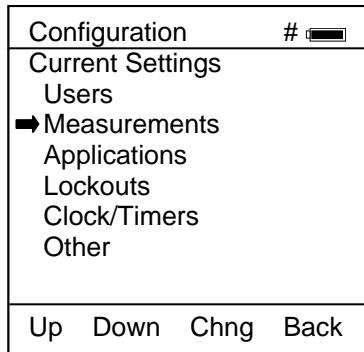 Configuration #
Current Settings
Users
Measurements
Applications
Lockouts
Clock/Timers
Other
Up Down Chng Back